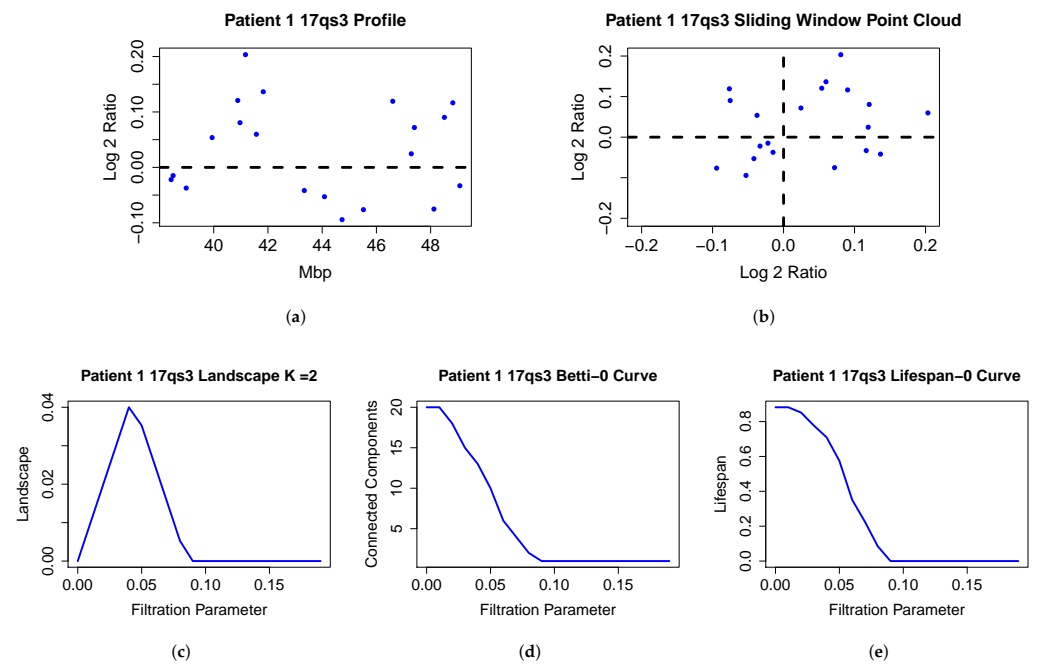 Patient 1 17qs3 Profile
Log 2 Ratio
−0.10 0.00 0.10 0.20
40 42 44 46 48
Mbp
(a)
Patient 1 17qs3 Sliding Window Point Cloud
Log 2 Ratio
−0.2 0.0 0.1 0.2
−0.2 −0.1 0.0 0.1 0.2
Log 2 Ratio
(b)
Patient 1 17qs3 Landscape K =2
Landscape
0.00 0.02 0.04
0.00 0.05 0.10 0.15
Filtration Parameter
(c)
Patient 1 17qs3 Betti−0 Curve
Connected Components
5 10 15 20
0.00 0.05 0.10 0.15
Filtration Parameter
(d)
Patient 1 17qs3 Lifespan−0 Curve
Lifespan
0.0 0.2 0.4 0.6 0.8
0.00 0.05 0.10 0.15
Filtration Parameter
(e)